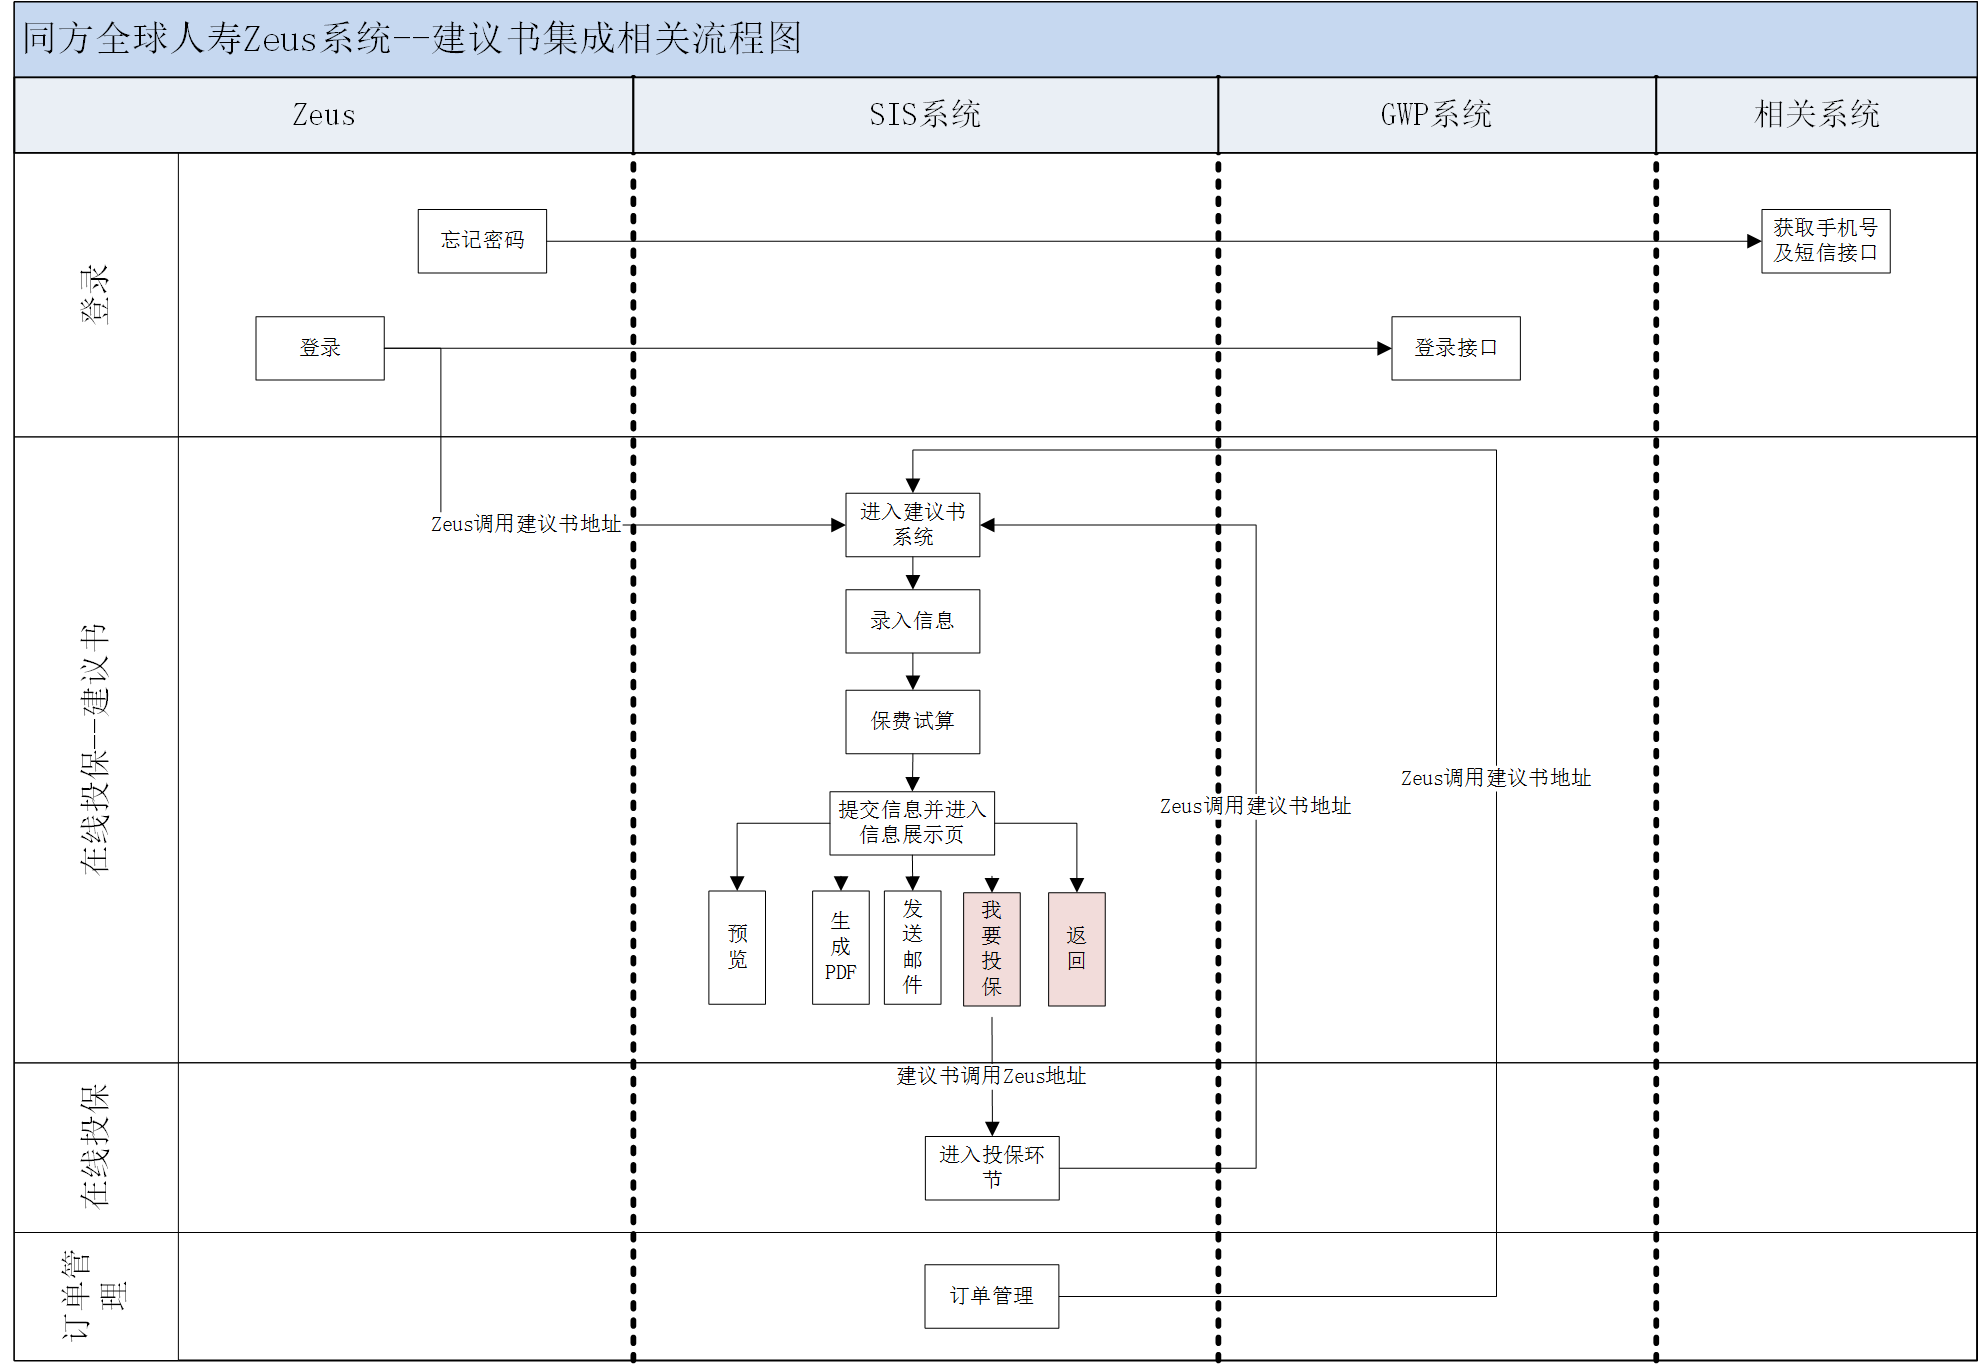 同方全球人寿Zeus系统--建议书集成相关流程图
Zeus
SIS系统
GWP系统
相关系统
登录
忘记密码
获取手机号
及短信接口
登录
登录接口
在线投保--建议书
Zeus调用建议书地址
进入建议书
系统
录入信息
保费试算
Zeus调用建议书地址
Zeus调用建议书地址
提交信息并进入
信息展示页
预
览
生
成
PDF
发
送
邮
件
我
要
投
保
返
回
在线投保
建议书调用Zeus地址
进入投保环
节
订单管
理
订单管理